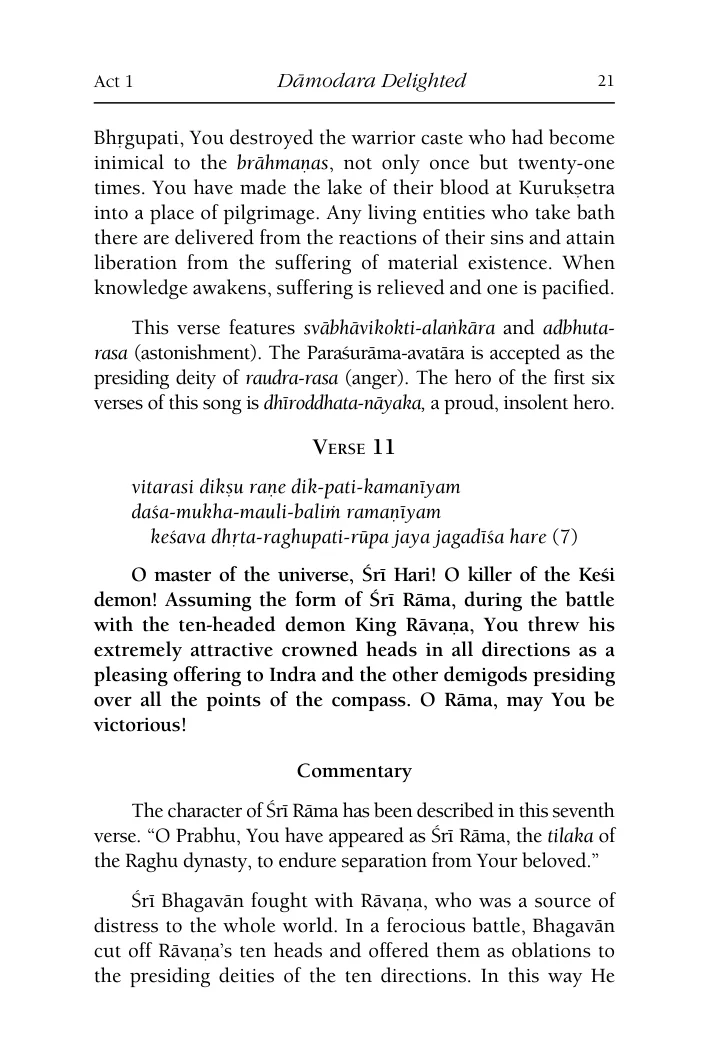 Act 1 Dāmodara Delighted 21
Bhṛgupati, You destroyed the warrior caste who had become
inimical to the brāhmaṇas, not only once but twenty-one
times. You have made the lake of their blood at Kurukṣetra
into a place of pilgrimage. Any living entities who take bath
there are delivered from the reactions of their sins and attain
liberation from the suffering of material existence. When
knowledge awakens, suffering is relieved and one is pacified.
This verse features svābhāvikokti-alaṅkāra and adbhuta-
rasa (astonishment). The Paraśurāma-avatāra is accepted as the
presiding deity of raudra-rasa (anger). The hero of the first six
verses of this song is dhīroddhata-nāyaka, a proud, insolent hero.
Verse 11
vitarasi dikṣu raṇe dik-pati-kamanīyam
daśa-mukha-mauli-baliṁ ramaṇīyam
keśava dhṛta-raghupati-rūpa jaya jagadīśa hare (7)
O master of the universe, Śrī Hari! O killer of the Keśi
demon! Assuming the form of Śrī Rāma, during the battle
with the ten-headed demon King Rāvaṇa, You threw his
extremely attractive crowned heads in all directions as a
pleasing offering to Indra and the other demigods presiding
over all the points of the compass. O Rāma, may You be
victorious!
Commentary
The character of Śrī Rāma has been described in this seventh
verse. “O Prabhu, You have appeared as Śrī Rāma, the tilaka of
the Raghu dynasty, to endure separation from Your beloved.”
Śrī Bhagavān fought with Rāvaṇa, who was a source of
distress to the whole world. In a ferocious battle, Bhagavān
cut off Rāvaṇa’s ten heads and offered them as oblations to
the presiding deities of the ten directions. In this way He